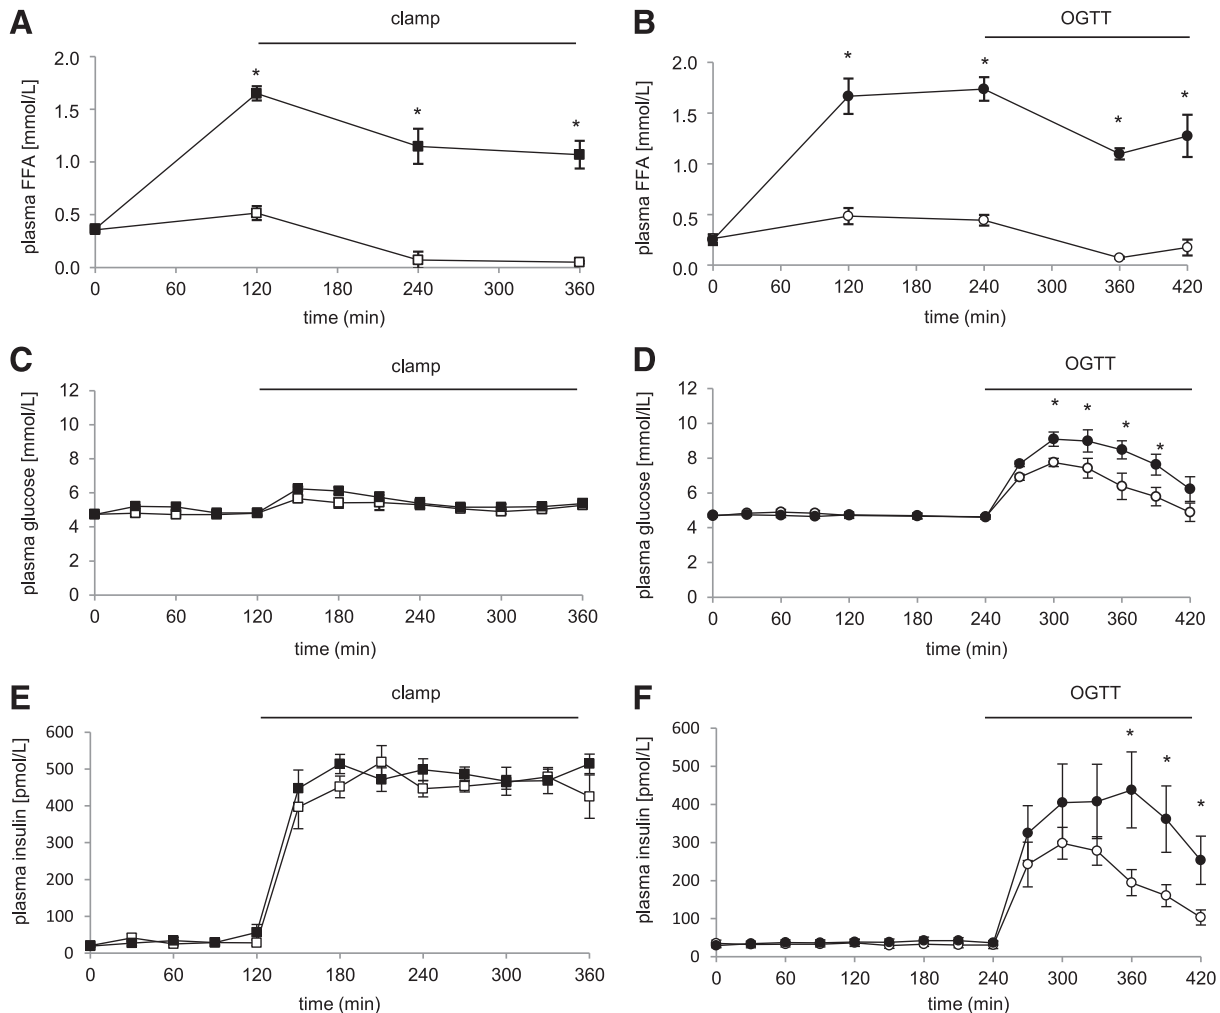 A
clamp
plasma FFA [mmol/L]
2.0
1.5
1.0
0.5
0.0
*
*
*
0 60 120 180 240 300 360
time (min)
B
OGTT
plasma FFA [mmol/L]
2.0
1.5
1.0
0.5
0.0
*
*
*
*
0 60 120 180 240 300 360 420
time (min)
C
clamp
plasma glucose [mmol/L]
12
10
8
6
4
2
0
0 60 120 180 240 300 360
time (min)
D
OGTT
plasma glucose [mmol/lL]
12
10
8
6
4
2
0
*
*
*
*
0 60 120 180 240 300 360 420
time (min)
E
clamp
plasma insulin [pmol/L]
600
500
400
300
200
100
0
0 60 120 180 240 300 360
time (min)
F
OGTT
plasma insulin [pmol/L]
600
500
400
300
200
100
0
*
*
*
0 60 120 180 240 300 360 420
time (min)